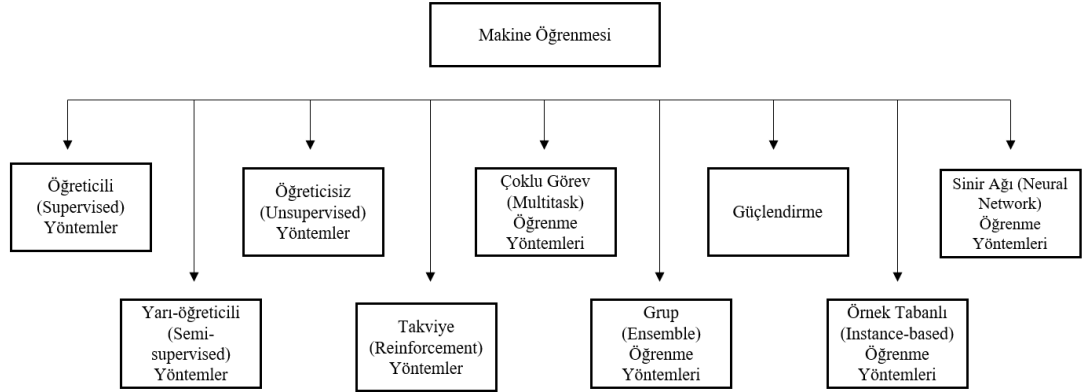 Makine Öğrenmesi
Öğreticili
(Supervised)
Yöntemler
Öğreticisiz
(Unsupervised)
Yöntemler
Çoklu Görev
(Multitask)
Öğrenme
Yöntemleri
Güçlendirme
Sinir Ağı (Neural
Network)
Öğrenme
Yöntemleri
Yarı-öğreticili
(Semi-
supervised)
Yöntemler
Takviye
(Reinforcement)
Yöntemler
Grup
(Ensemble)
Öğrenme
Yöntemleri
Örnek Tabanlı
(Instance-based)
Öğrenme
Yöntemleri